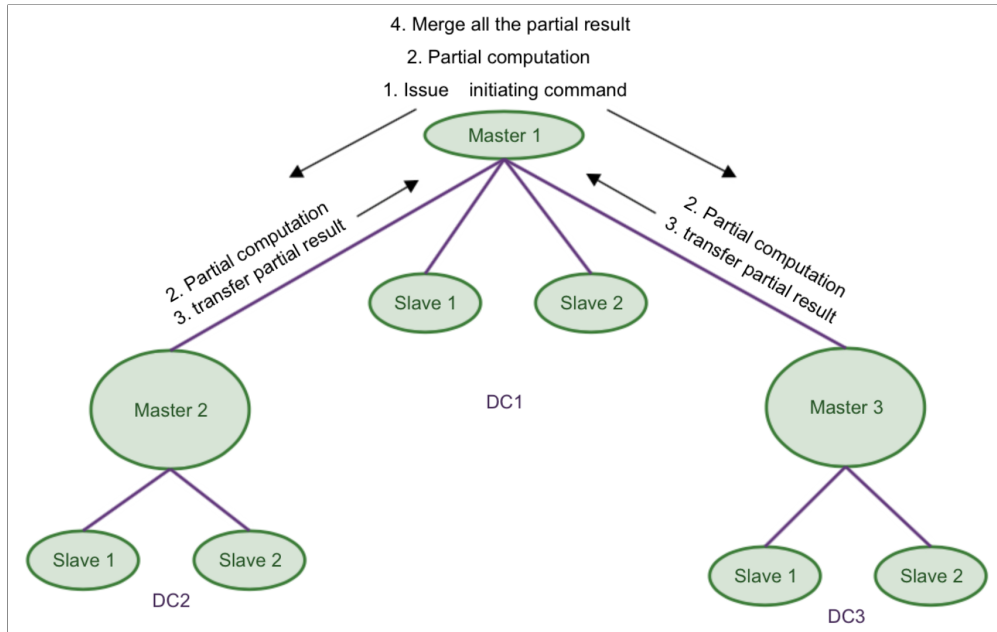 4. Merge all the partial result
2. Partial computation
1. Issue initiating command
Master 1
2. Partial computation
3. transfer partial result
2. Partial computation
3. transfer partial result
Slave 1
Slave 2
Master 2
DC1
Master 3
Slave 1
Slave 2
DC2
Slave 1
Slave 2
DC3